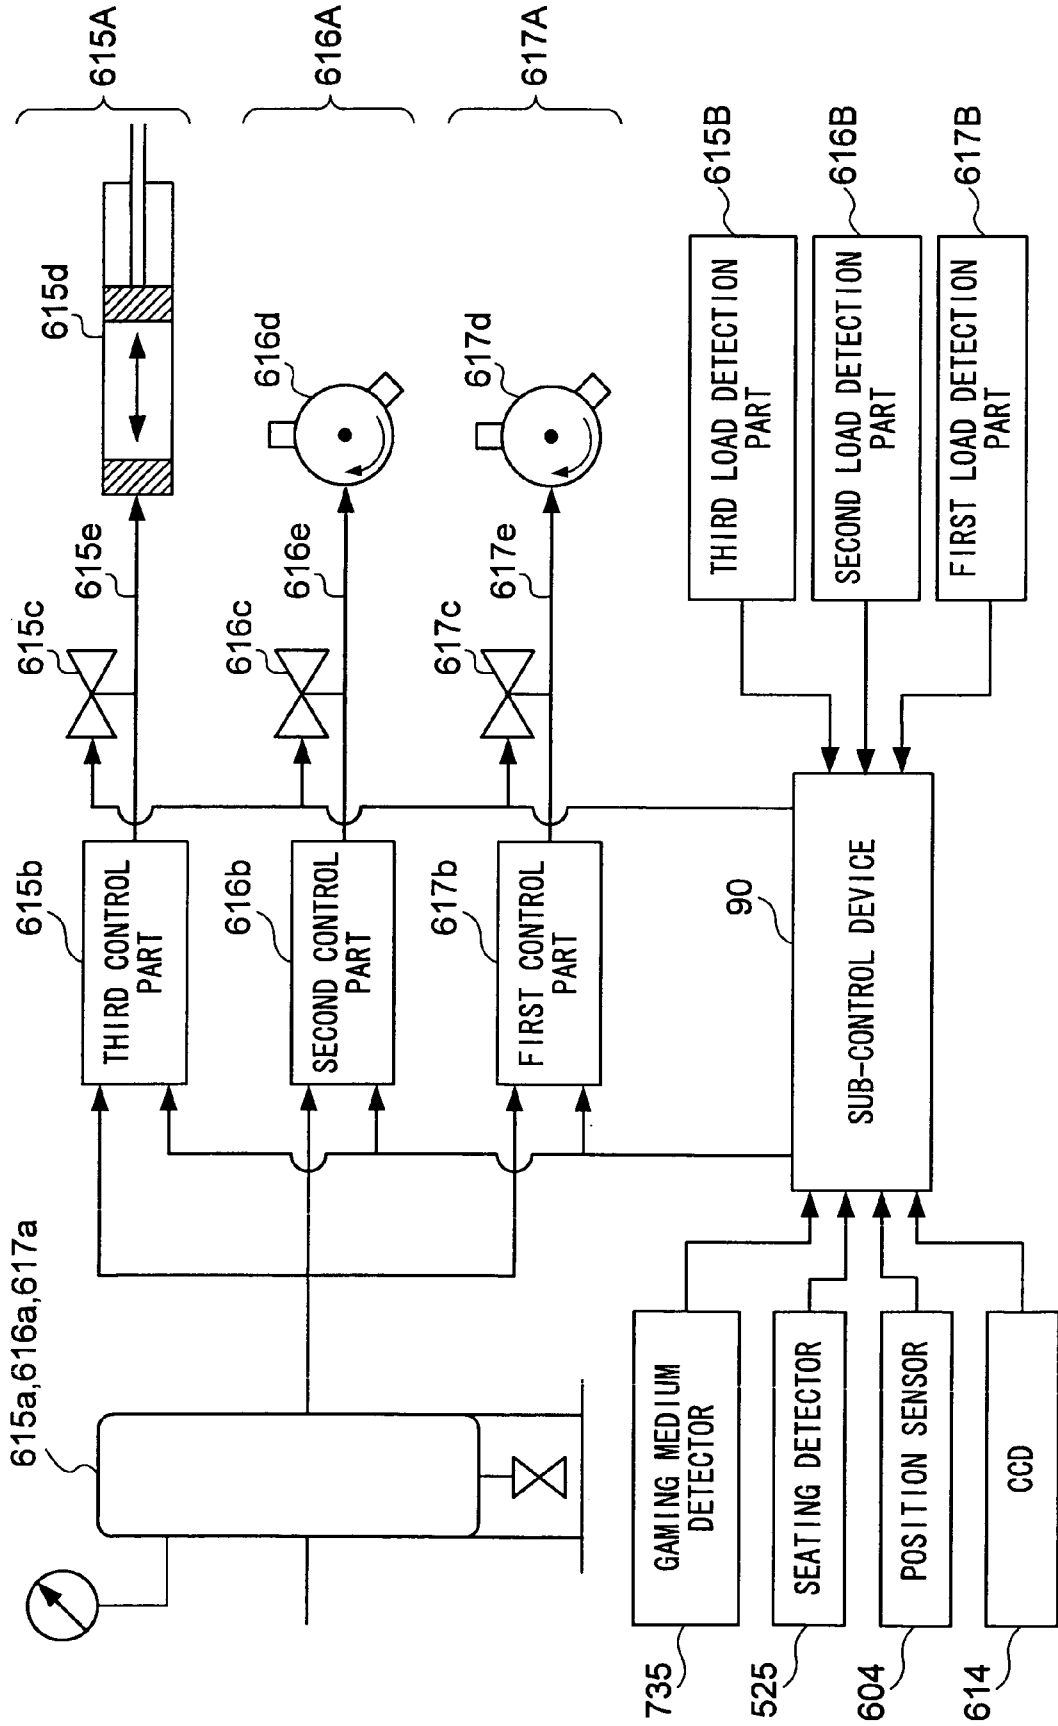 615a,616a,617a
615b
THIRD CONTROL
PART
615c
615e
615d
615A
616b
SECOND CONTROL
PART
616c
616e
616d
616A
617b
FIRST CONTROL
PART
617c
617e
617d
617A
735
GAMING MEDIUM
DETECTOR
525
SEATING DETECTOR
604
POSITION SENSOR
614
CCD
90
SUB-CONTROL DEVICE
THIRD LOAD DETECTION
PART
615B
SECOND LOAD DETECTION
PART
616B
FIRST LOAD DETECTION
PART
617B